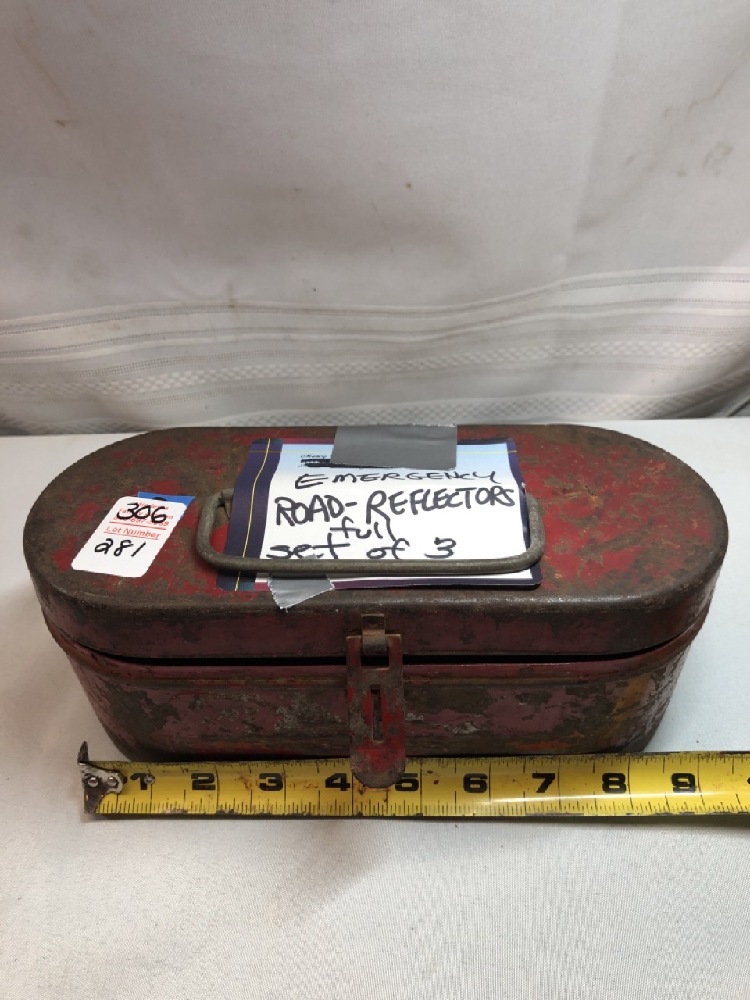 EMERGENCY
ROAD-REFLECTORS
full
set of 3
306
Lot Number
281
1 2 3 4 5 6 7 8 9